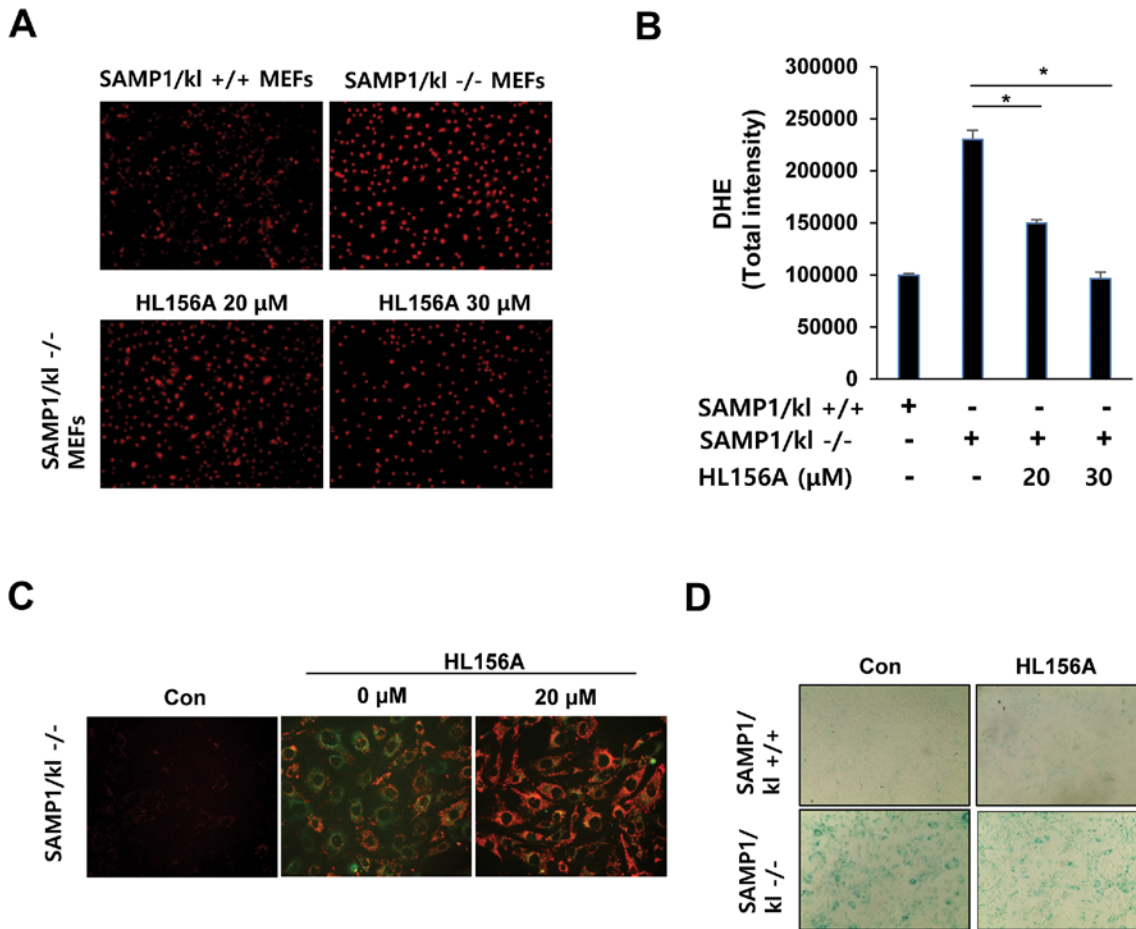 A
SAMP1/kl +/+ MEFs
SAMP1/kl -/- MEFs
HL156A 20 μM
HL156A 30 μM
SAMP1/kl -/-
MEFs
B
300000
250000
200000
150000
100000
50000
0
DHE
(Total intensity)
*
*
SAMP1/kl +/+ + - - -
SAMP1/kl -/- - + + +
HL156A (μM) - - 20 30
C
HL156A
Con
0 μM
20 μM
SAMP1/kl -/-
D
Con
HL156A
SAMP1/
kl +/+
SAMP1/
kl -/-